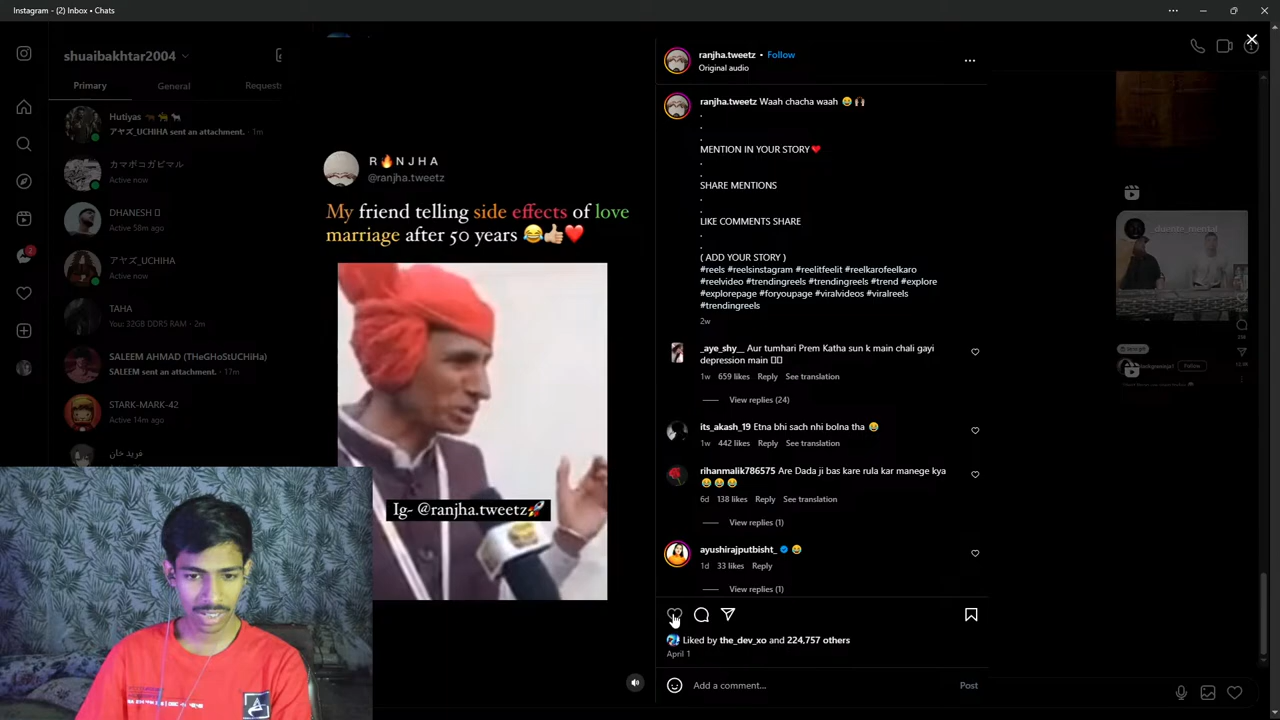 Instagram - (2) Inbox • Chats
shuaibakhtar2004
Primary
General
Requests
Hutiyas
アヤズ_UCHIHA sent an attachment. · 1m
カマボコガビマル
Active now
DHANESH
Active 58m ago
アヤズ_UCHIHA
Active now
TAHA
You: 32GB DDR5 RAM · 2m
SALEEM AHMAD (THeGHoStUCHiHa)
SALEEM sent an attachment. · 17m
STARK-MARK-42
Active 14m ago
فرید خان
R🔥NJHA
@ranjha.tweetz
My friend telling side effects of love
marriage after 50 years 😂👍🏼❤️
Ig- @ranjha.tweetz🚀
ranjha.tweetz • Follow
Original audio
ranjha.tweetz Waah chacha waah 😂🙌🏻
.
.
.
MENTION IN YOUR STORY❤️
.
.
SHARE MENTIONS
.
.
LIKE COMMENTS SHARE
.
.
( ADD YOUR STORY )
#reels #reelsinstagram #reelitfeelit #reelkarofeelkaro
#reelvideo #trendingreels #trendingreels #trend #explore
#explorepage #foryoupage #viralvideos #viralreels
#trendingreels
2w
_aye_shy__ Aur tumhari Prem Katha sun k main chali gayi
depression main
1w 659 likes Reply See translation
View replies (24)
its_akash_19 Etna bhi sach nhi bolna tha 😂
1w 442 likes Reply See translation
rihanmalik786575 Are Dada ji bas kare rula kar manege kya
😂😂😂
6d 138 likes Reply See translation
View replies (1)
ayushirajputbisht_ 😂
1d 33 likes Reply
View replies (1)
Liked by the_dev_xo and 224,757 others
April 1
Add a comment...
Post
duente_mental
Follow